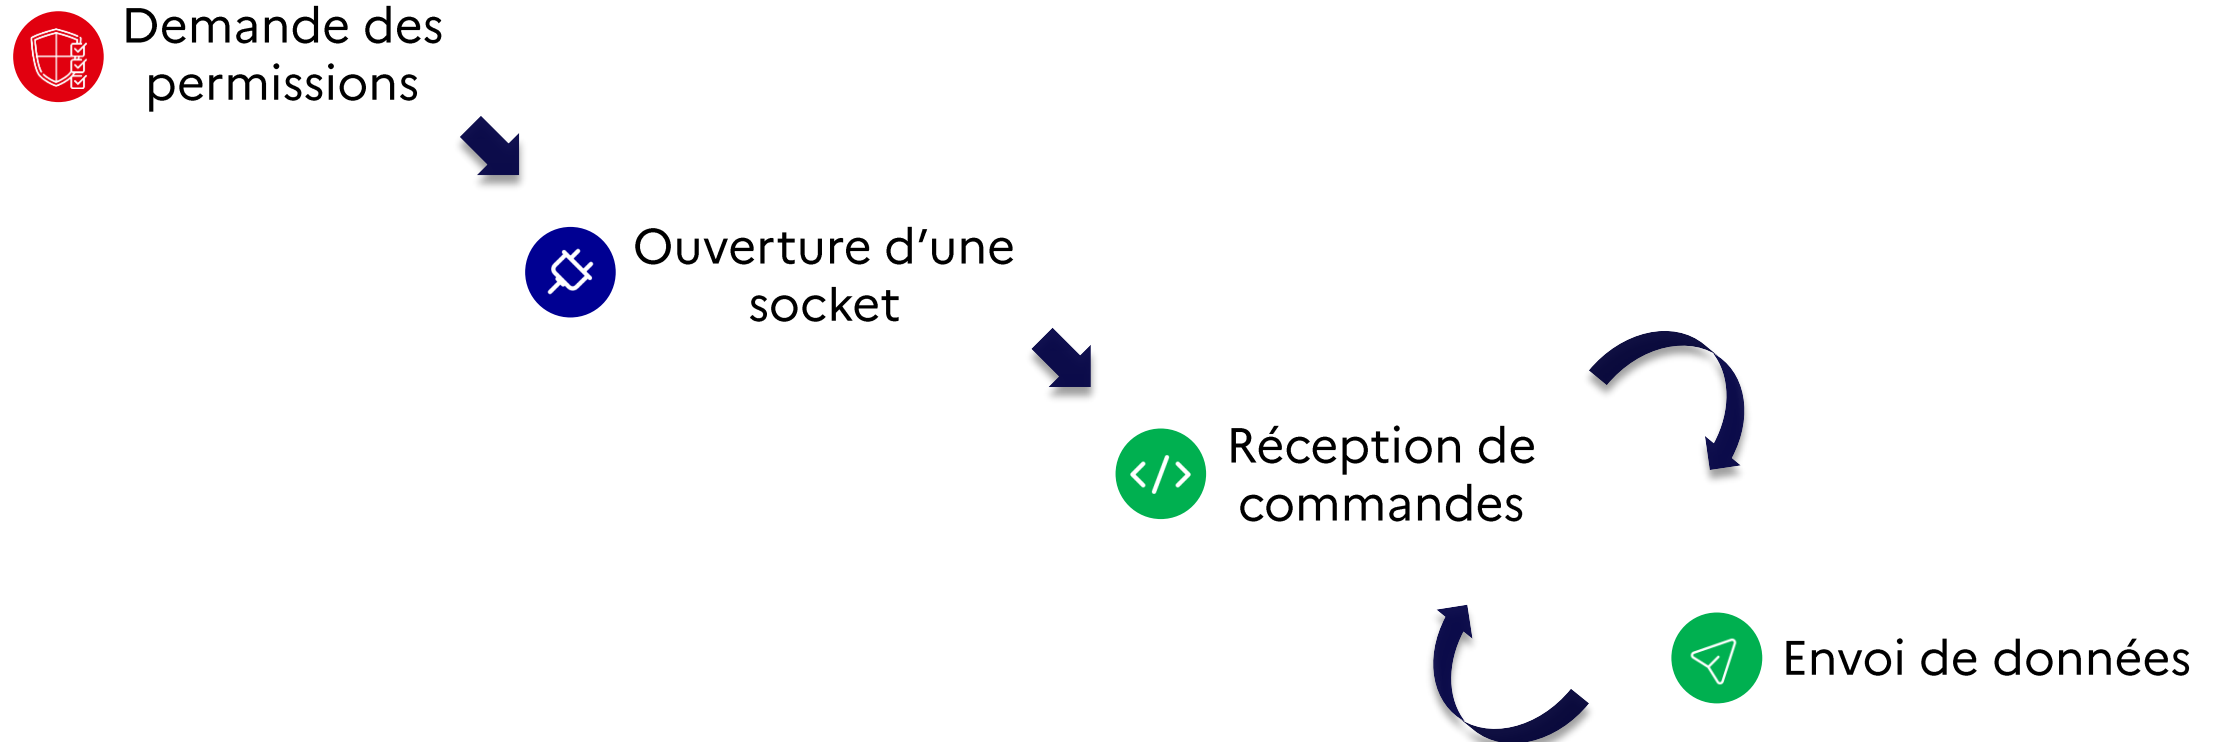 Demande des
permissions
Ouverture d’une
socket
Réception de
commandes
Envoi de données